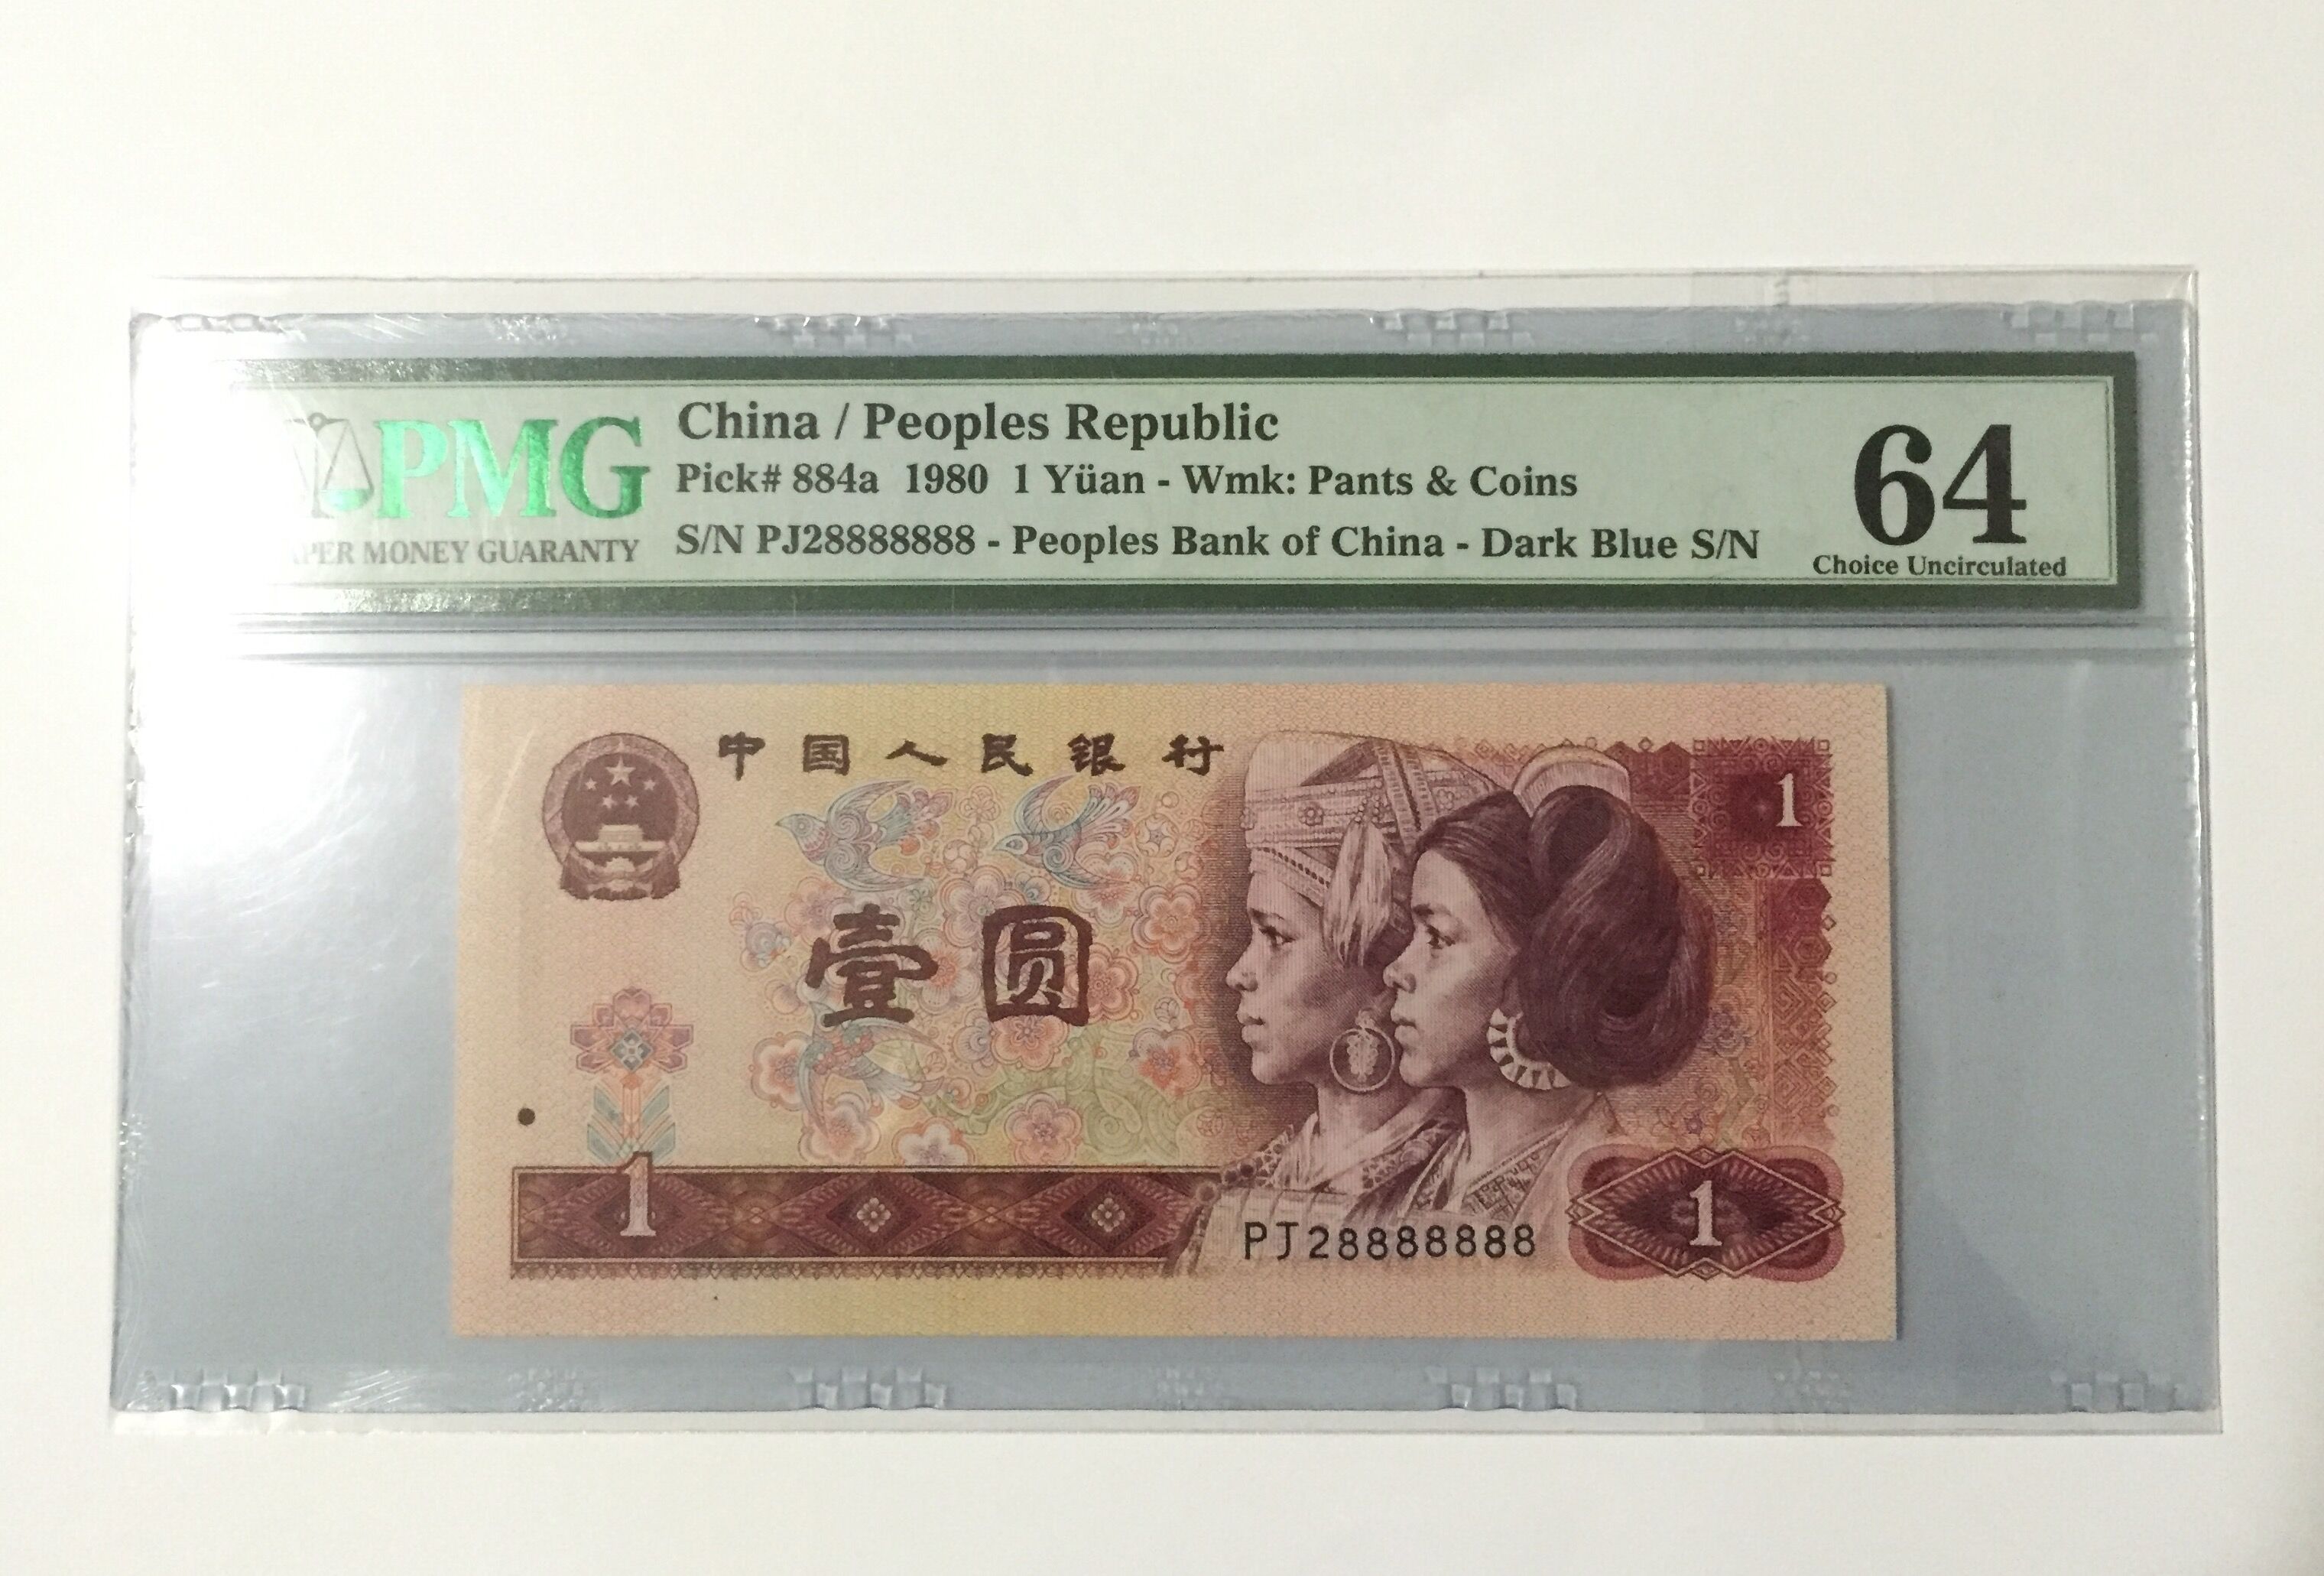 PMG
PER MONEY GUARANTY
China / Peoples Republic
Pick# 884a 1980 1 Yüan - Wmk: Pants & Coins
S/N PJ28888888 - Peoples Bank of China - Dark Blue S/N
64
Choice Uncirculated
中国人民银行
1
壹圆
1
PJ28888888
1